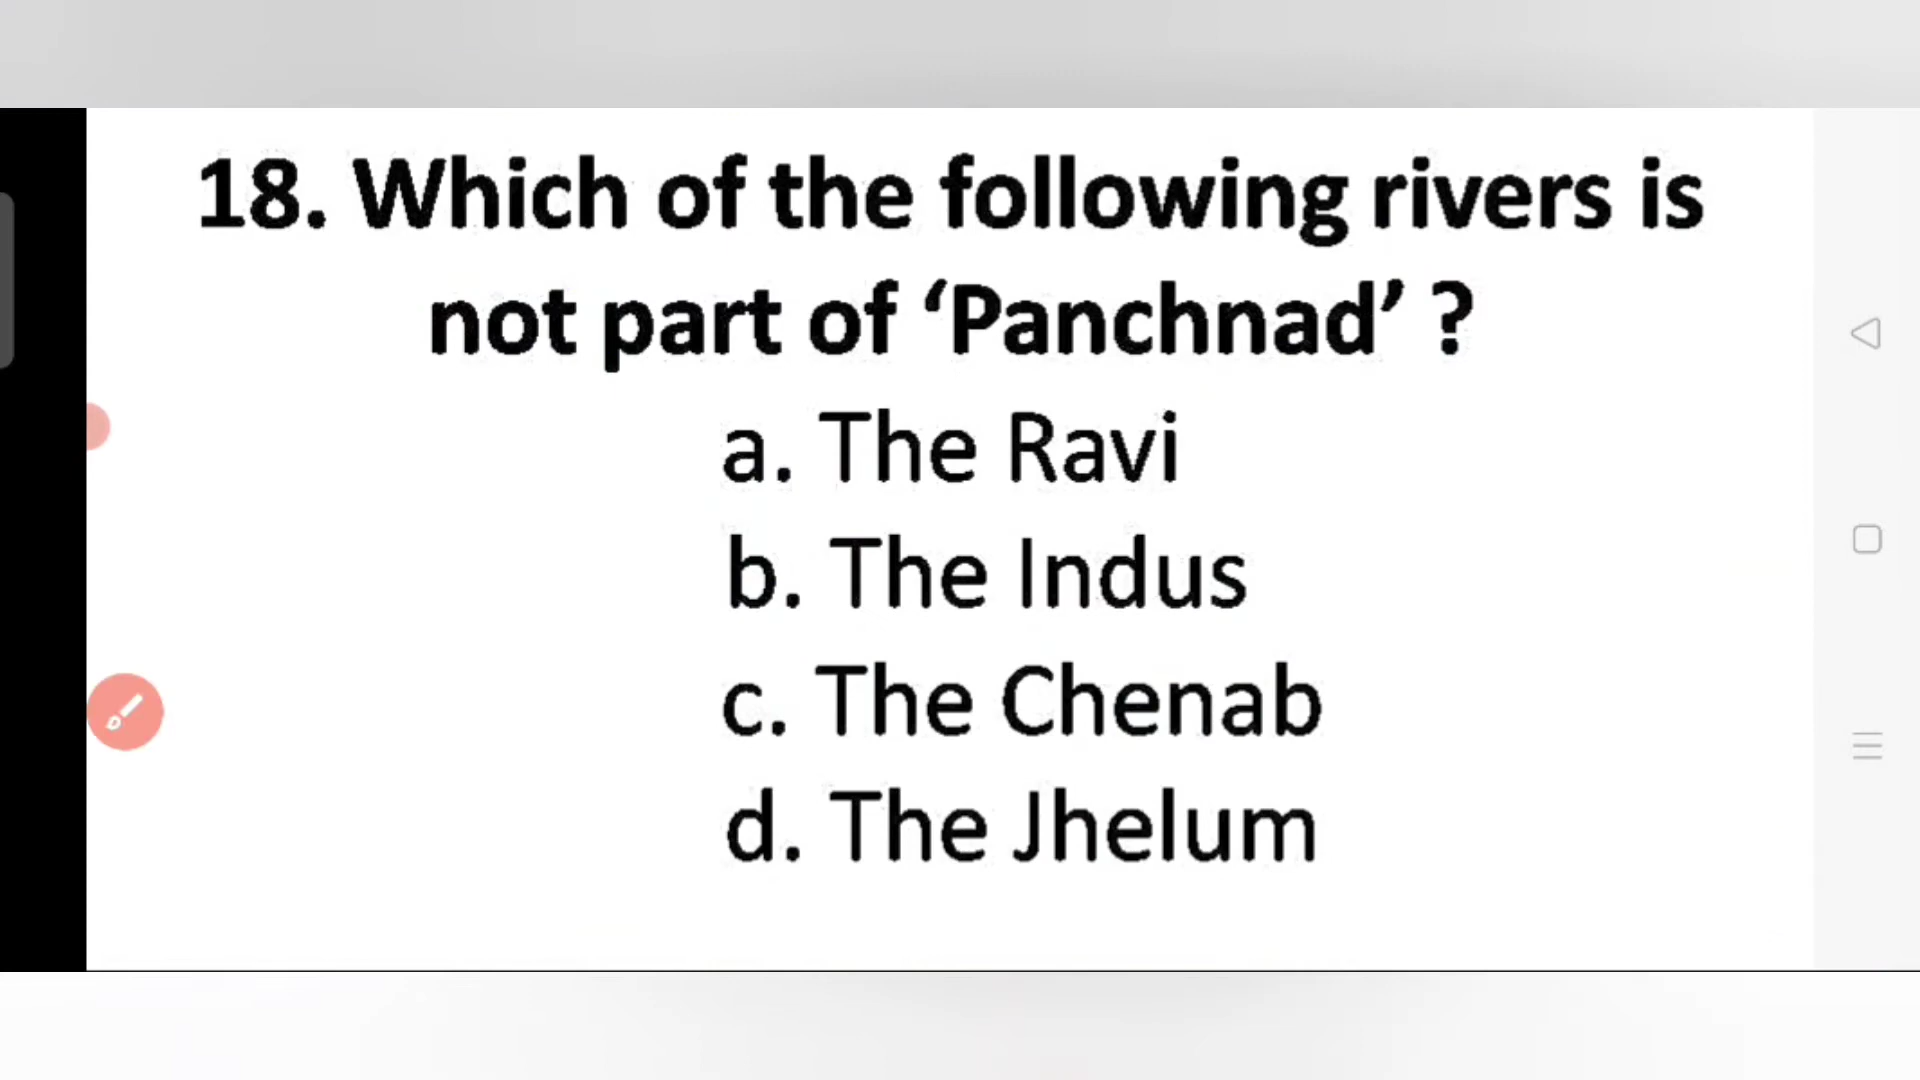 18. Which of the following rivers is
not part of ‘Panchnad’ ?
a. The Ravi
b. The Indus
c. The Chenab
d. The Jhelum